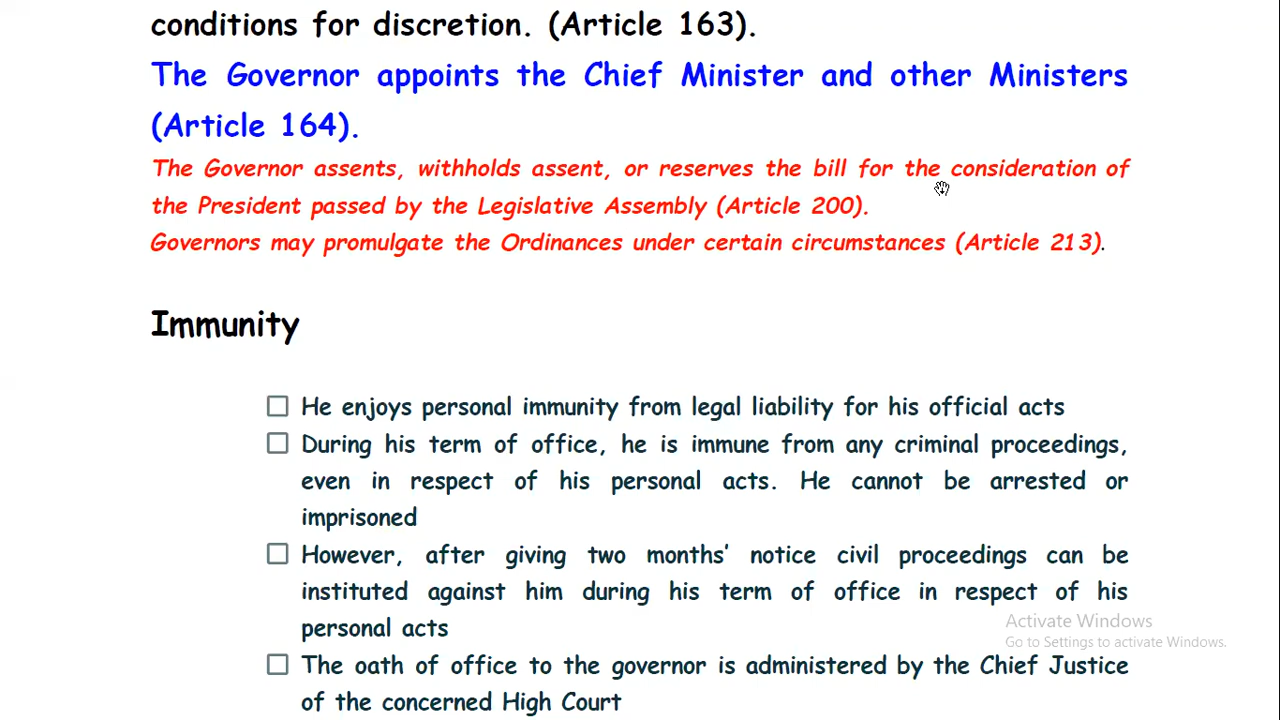 conditions for discretion. (Article 163).
The Governor appoints the Chief Minister and other Ministers
(Article 164).
The Governor assents, withholds assent, or reserves the bill for the consideration of
the President passed by the Legislative Assembly (Article 200).
Governors may promulgate the Ordinances under certain circumstances (Article 213).
Immunity
He enjoys personal immunity from legal liability for his official acts
During his term of office, he is immune from any criminal proceedings,
even in respect of his personal acts. He cannot be arrested or
imprisoned
However, after giving two months' notice civil proceedings can be
instituted against him during his term of office in respect of his
personal acts
Activate Windows
Go to Settings to activate Windows.
The oath of office to the governor is administered by the Chief Justice
of the concerned High Court